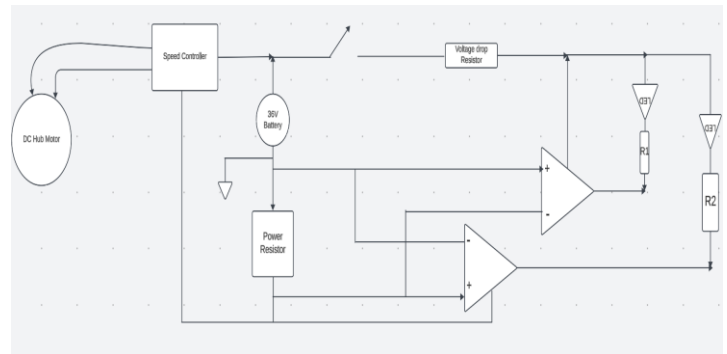 Speed Controller
Voltage drop
Resistor
36V
Battery
DC Hub Motor
LED
LED
+
-
R1
R2
Power
Resistor
-
+